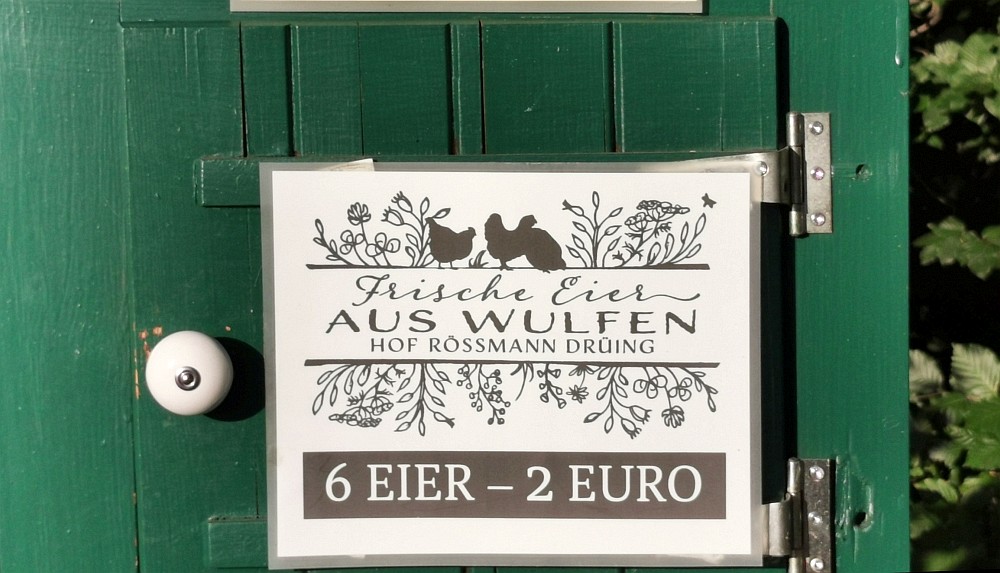 Frische Eier
AUS WULFEN
HOF RÖSSMANN DRÜING
6 EIER – 2 EURO